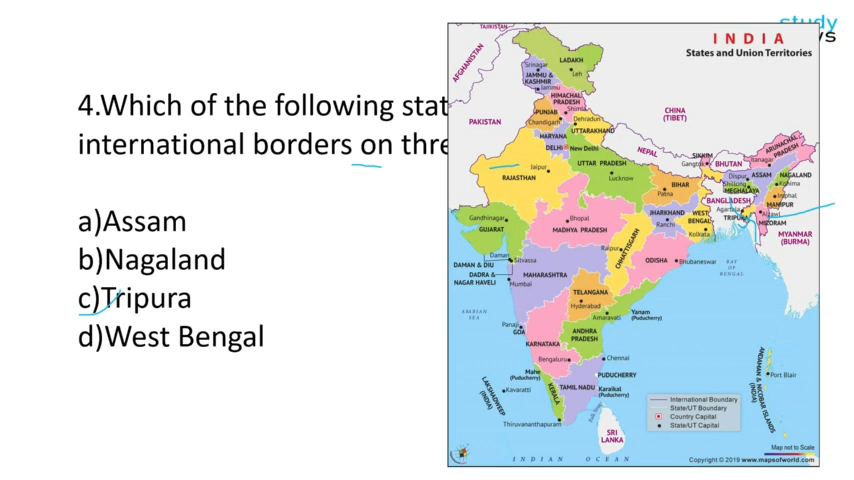 study
ws
4.Which of the following stat
international borders on thre
a)Assam
b)Nagaland
c)Tripura
d)West Bengal
INDIA
States and Union Territories
TAJIKISTAN
AFGHANISTAN
PAKISTAN
CHINA
(TIBET)
NEPAL
BHUTAN
BANGLADESH
MYANMAR
(BURMA)
SRI
LANKA
LADAKH
Leh
Srinagar
JAMMU &
KASHMIR
Jammu
HIMACHAL
PRADESH
Shimla
PUNJAB
Chandigarh
Dehradun
UTTARAKHAND
HARYANA
DELHI
New Delhi
Jaipur
RAJASTHAN
UTTAR PRADESH
Lucknow
BIHAR
Patna
SIKKIM
Gangtok
ARUNACHAL
PRADESH
Itanagar
Dispur
ASSAM
NAGALAND
Kohima
Shillong
MEGHALAYA
Imphal
MANIPUR
Agartala
TRIPURA
Aizawl
MIZORAM
Gandhinagar
GUJARAT
Bhopal
MADHYA PRADESH
JHARKHAND
Ranchi
WEST
BENGAL
Kolkata
Raipur
CHHATTISGARH
ODISHA
Bhubaneswar
Daman
Silvassa
DAMAN & DIU
DADRA &
NAGAR HAVELI
MAHARASHTRA
Mumbai
TELANGANA
Hyderabad
Amaravati
Yanam
(Puducherry)
ANDHRA
PRADESH
Panaji
GOA
KARNATAKA
Bengaluru
Chennai
Mahe
(Puducherry)
PUDUCHERRY
Karaikal
(Puducherry)
TAMIL NADU
KERALA
Thiruvananthapuram
LAKSHADWEEP
(INDIA)
Kavaratti
ANDAMAN & NICOBAR ISLANDS
(INDIA)
Port Blair
ARABIAN
SEA
BAY
OF
BENGAL
INDIAN OCEAN
International Boundary
State/UT Boundary
Country Capital
State/UT Capital
Map not to Scale
Copyright © 2019 www.mapsofworld.com